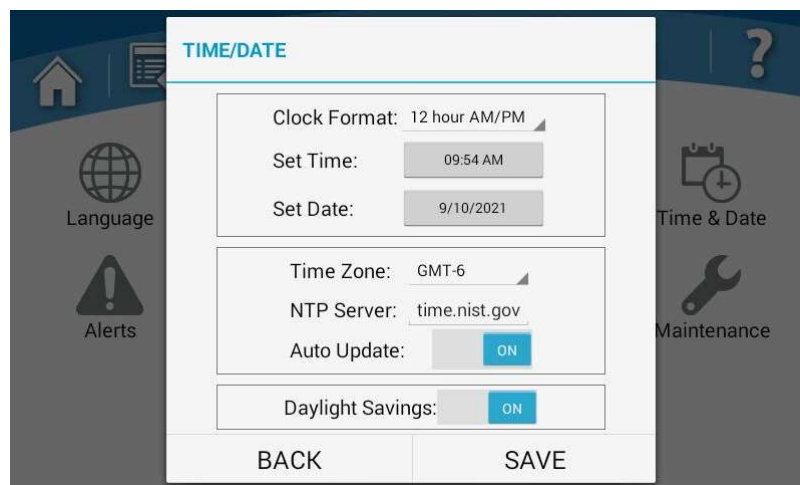 TIME/DATE
?
Clock Format: 12 hour AM/PM
Set Time: 09:54 AM
Set Date: 9/10/2021
Language
Time & Date
Time Zone: GMT-6
NTP Server: time.nist.gov
Alerts
Maintenance
Auto Update: ON
Daylight Savings: ON
BACK SAVE